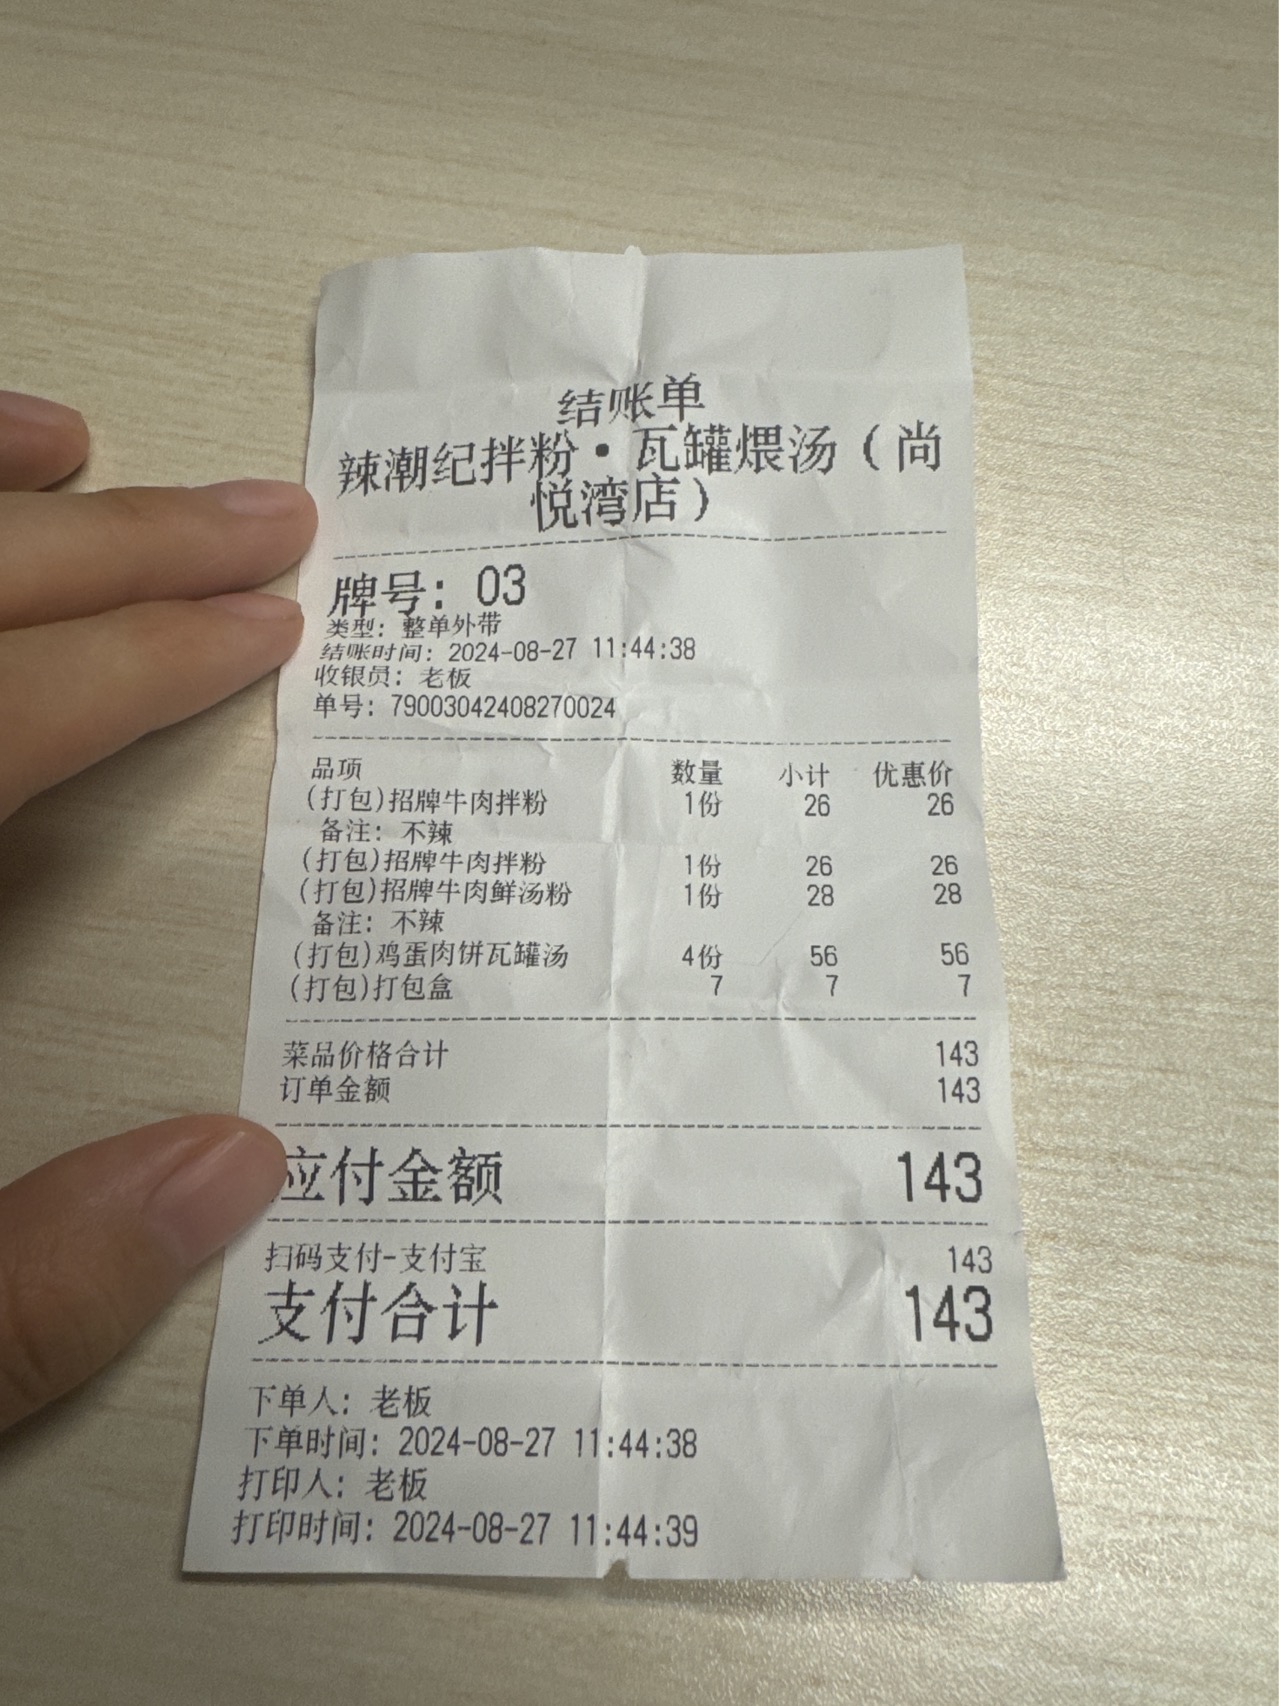 结账单
辣潮纪拌粉·瓦罐煨汤（尚
悦湾店）
牌号：03
类型：整单外带
结账时间：2024-08-27 11:44:38
收银员：老板
单号：79003042408270024
品项 数量 小计 优惠价
(打包)招牌牛肉拌粉 1份 26 26
备注：不辣
(打包)招牌牛肉拌粉 1份 26 26
(打包)招牌牛肉鲜汤粉 1份 28 28
备注：不辣
(打包)鸡蛋肉饼瓦罐汤 4份 56 56
(打包)打包盒 7 7 7
菜品价格合计 143
订单金额 143
应付金额 143
扫码支付-支付宝 143
支付合计 143
下单人：老板
下单时间：2024-08-27 11:44:38
打印人：老板
打印时间：2024-08-27 11:44:39